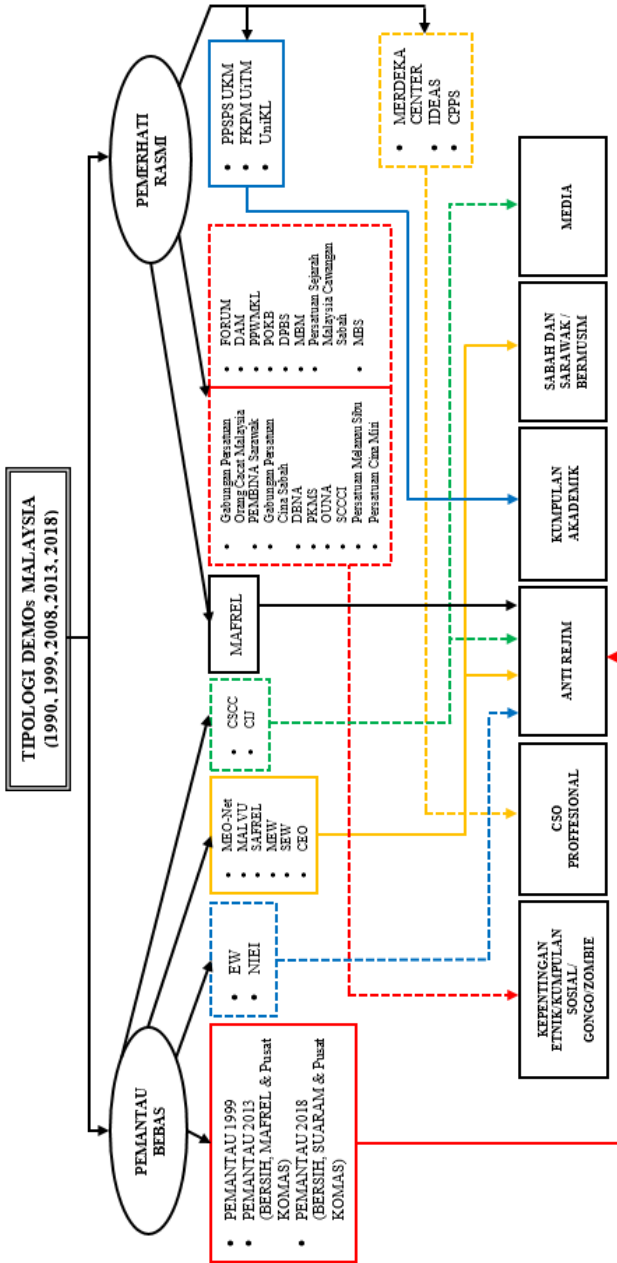 TIPOLOGI DEMOs MALAYSIA
(1990, 1999,2008,2013,2018)
PEMANTAU
BEBAS
PEMERHATI
RASMI
• PEMANTAU 1999
• PEMANTAU 2013
(BERSIH, MAFREL & Pusat
KOMAS)
• PEMANTAU 2018
(BERSIH, SUARAM & Pusat
KOMAS)
• EW
• NIEI
• MEO-Net
• MALVU
• SAFREL
• MEW
• SEW
• CEO
• CSCC
• CIJ
MAFREL
• Gabungan Persatuan
Orang Cacat Malaysia
• PEMBINA Sarawak
• Gabungan Persatuan
Cina Sabah
• DBNA
• PKMS
• OUNA
• SCCCI
• Persatuan Melanau Sibu
• Persatuan Cina Miri
• FORUM
• DAM
• PPWMKL
• POKB
• DPBS
• MBM
• Persatuan Sejarah
Malaysia Cawangan
Sabah
• MBS
• PPSPS UKM
• FKPM UiTM
• UniKL
• MERDEKA
CENTER
• IDEAS
• CPPS
KEPENTINGAN
ETNIK/KUMPULAN
SOSIAL/
GONGO/ZOMBIE
CSO
PROFFESIONAL
ANTI REJIM
KUMPULAN
AKADEMIK
SABAH DAN
SARAWAK /
BERMUSIM
MEDIA